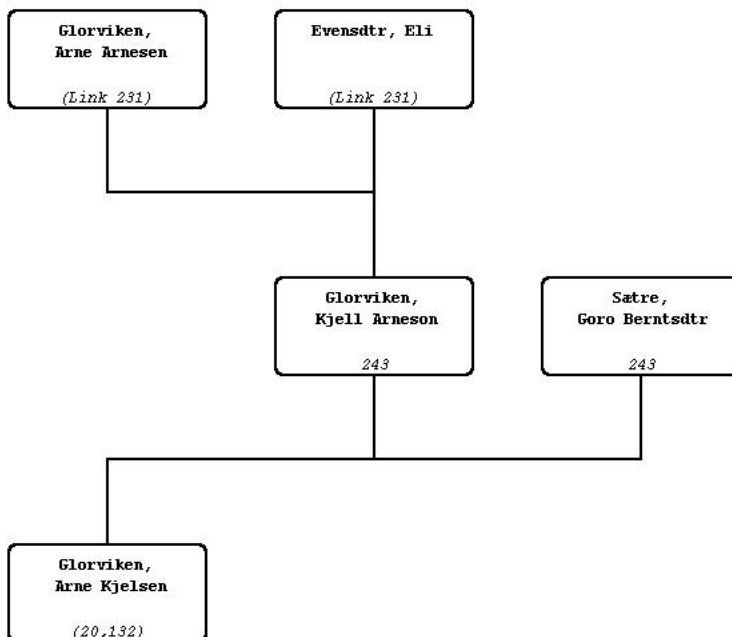 Glorviken,
Arne Arnesen
(Link 231)
Evensdtr, Eli
(Link 231)
Glorviken,
Kjell Arneson
243
Sætre,
Goro Berntsdtr
243
Glorviken,
Arne Kjelsen
(20,132)